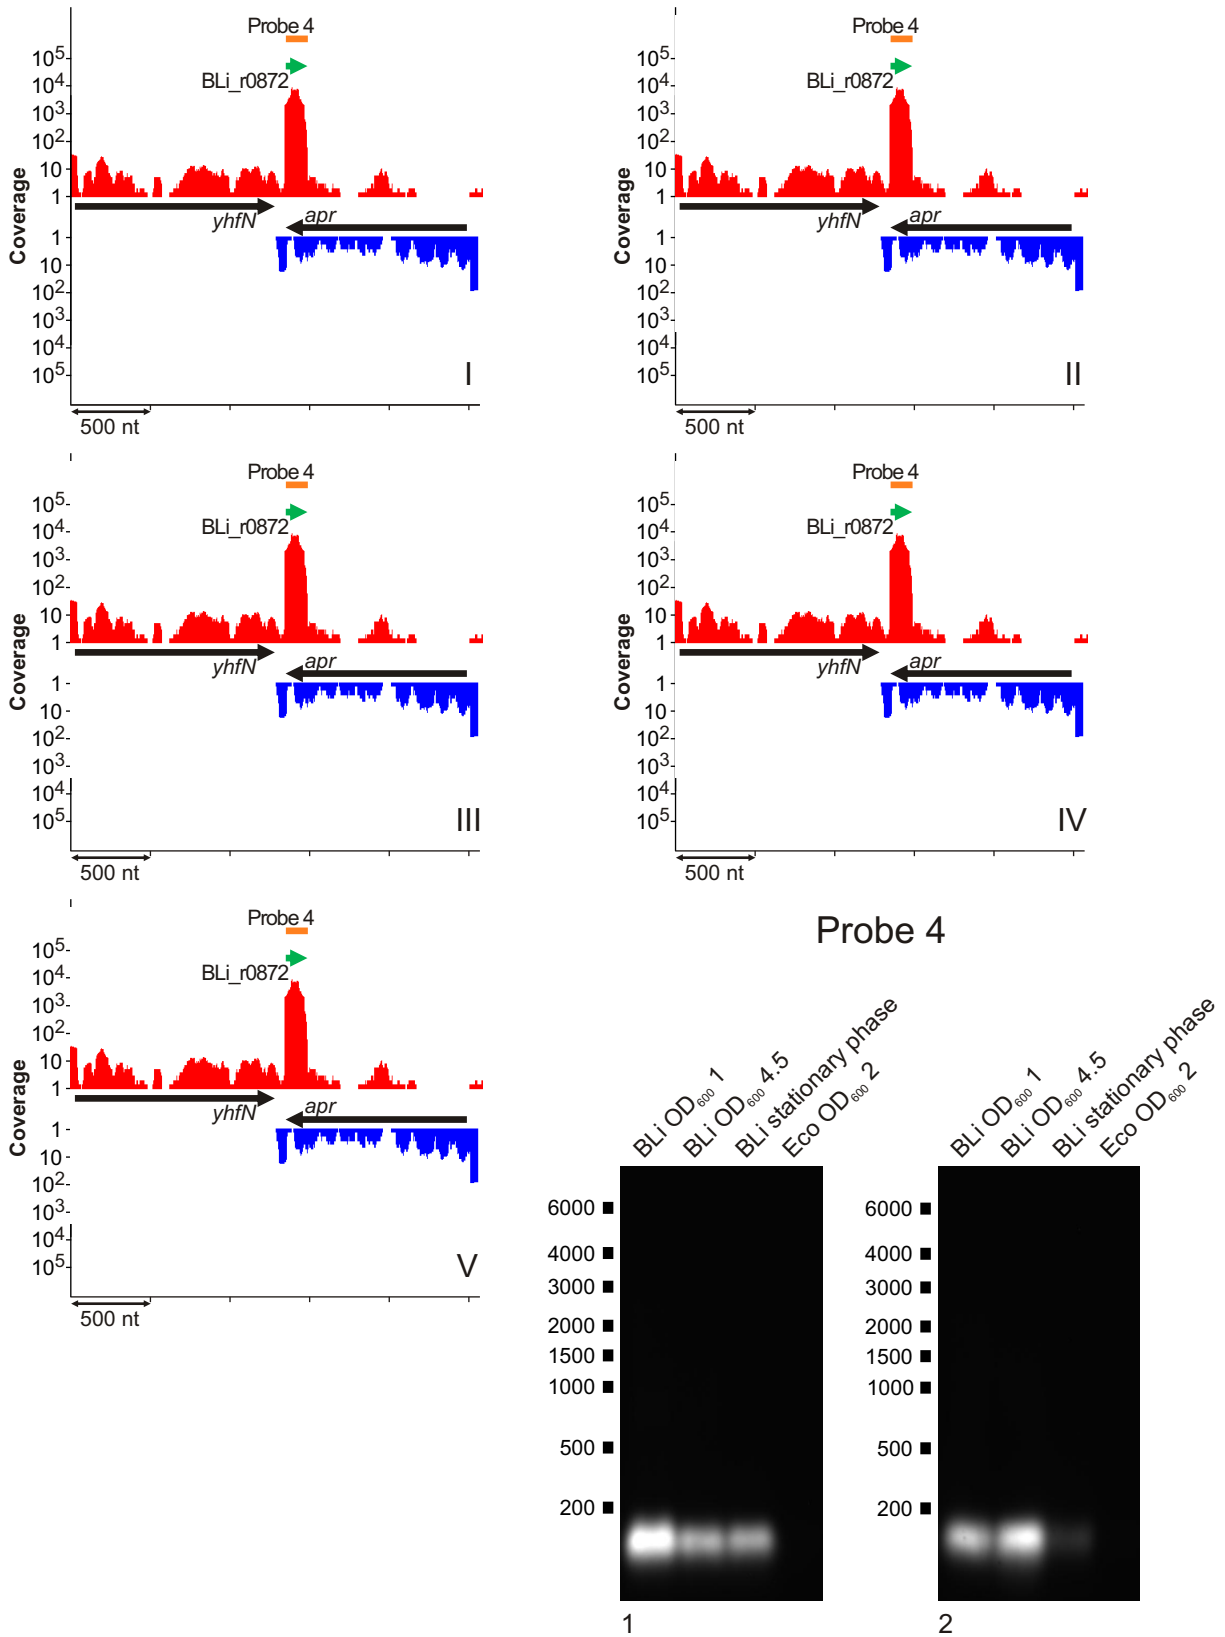 Probe 4
BLi_r0872
10⁵
10⁴
10³
10²
10
1
Coverage
yhfN
apr
1
10
10²
10³
10⁴
10⁵
I
500 nt
Probe 4
BLi_r0872
10⁵
10⁴
10³
10²
10
1
Coverage
yhfN
apr
1
10
10²
10³
10⁴
10⁵
II
500 nt
Probe 4
BLi_r0872
10⁵
10⁴
10³
10²
10
1
Coverage
yhfN
apr
1
10
10²
10³
10⁴
10⁵
III
500 nt
Probe 4
BLi_r0872
10⁵
10⁴
10³
10²
10
1
Coverage
yhfN
apr
1
10
10²
10³
10⁴
10⁵
IV
500 nt
Probe 4
BLi_r0872
10⁵
10⁴
10³
10²
10
1
Coverage
yhfN
apr
1
10
10²
10³
10⁴
10⁵
V
500 nt
Probe 4
BLi OD₆₀₀ 1
BLi OD₆₀₀ 4.5
BLi stationary phase
Eco OD₆₀₀ 2
6000
4000
3000
2000
1500
1000
500
200
1
BLi OD₆₀₀ 1
BLi OD₆₀₀ 4.5
BLi stationary phase
Eco OD₆₀₀ 2
6000
4000
3000
2000
1500
1000
500
200
2